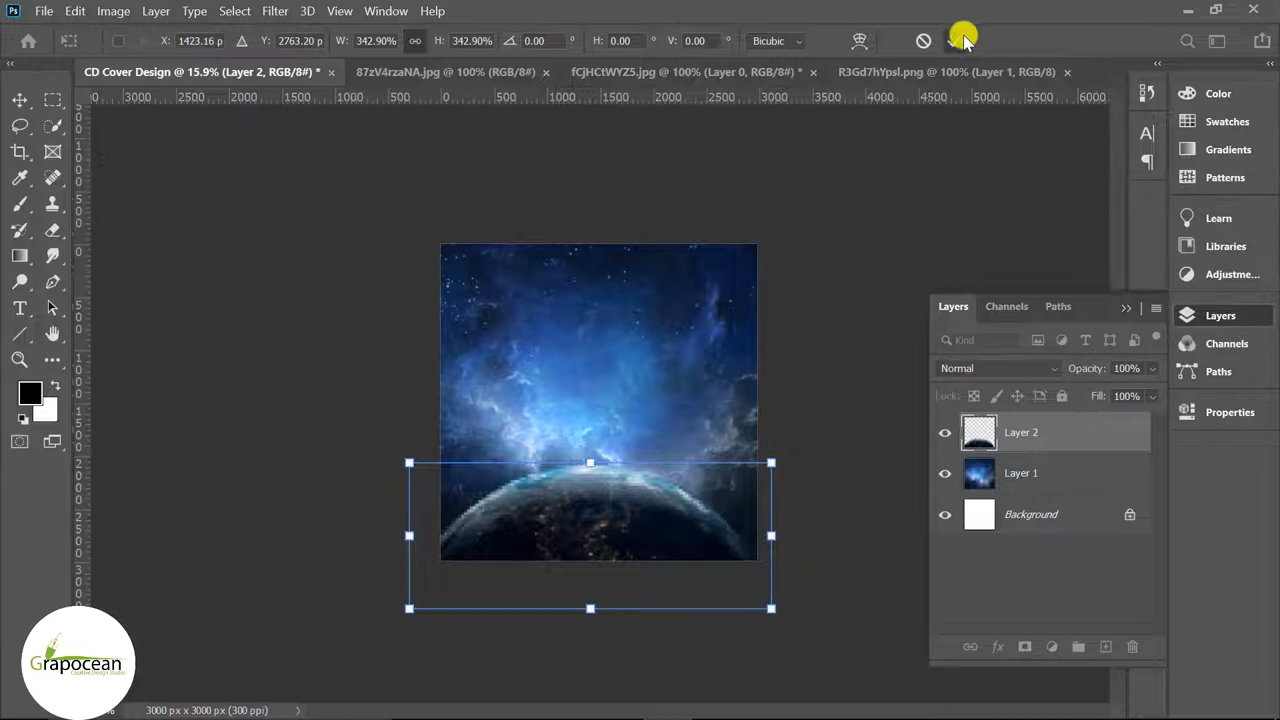 Ps File Edit Image Layer Type Select Filter 3D View Window Help
X: 1423.16 p Y: 2763.20 p W: 342.90% H: 342.90% 0.00 ° H: 0.00 ° V: 0.00 ° Bicubic
CD Cover Design @ 15.9% (Layer 2, RGB/8#) * × 87zV4rzaNA.jpg @ 100% (RGB/8#) × fCjHCtWYZ5.jpg @ 100% (Layer 0, RGB/8#) * × R3Gd7hYpsl.png @ 100% (Layer 1, RGB/8) ×
3000 2500 2000 1500 1000 500 0 500 1000 1500 2000 2500 3000 4000 4500 5000 5500 6000
Color
Swatches
Gradients
Patterns
Learn
Libraries
Adjustme...
Layers
Channels
Paths
Properties
Layers Channels Paths
Kind
Normal Opacity: 100%
Lock: Fill: 100%
Layer 2
Layer 1
Background
fx
Grapocean
Creative Design Studio
3000 px x 3000 px (300 ppi)